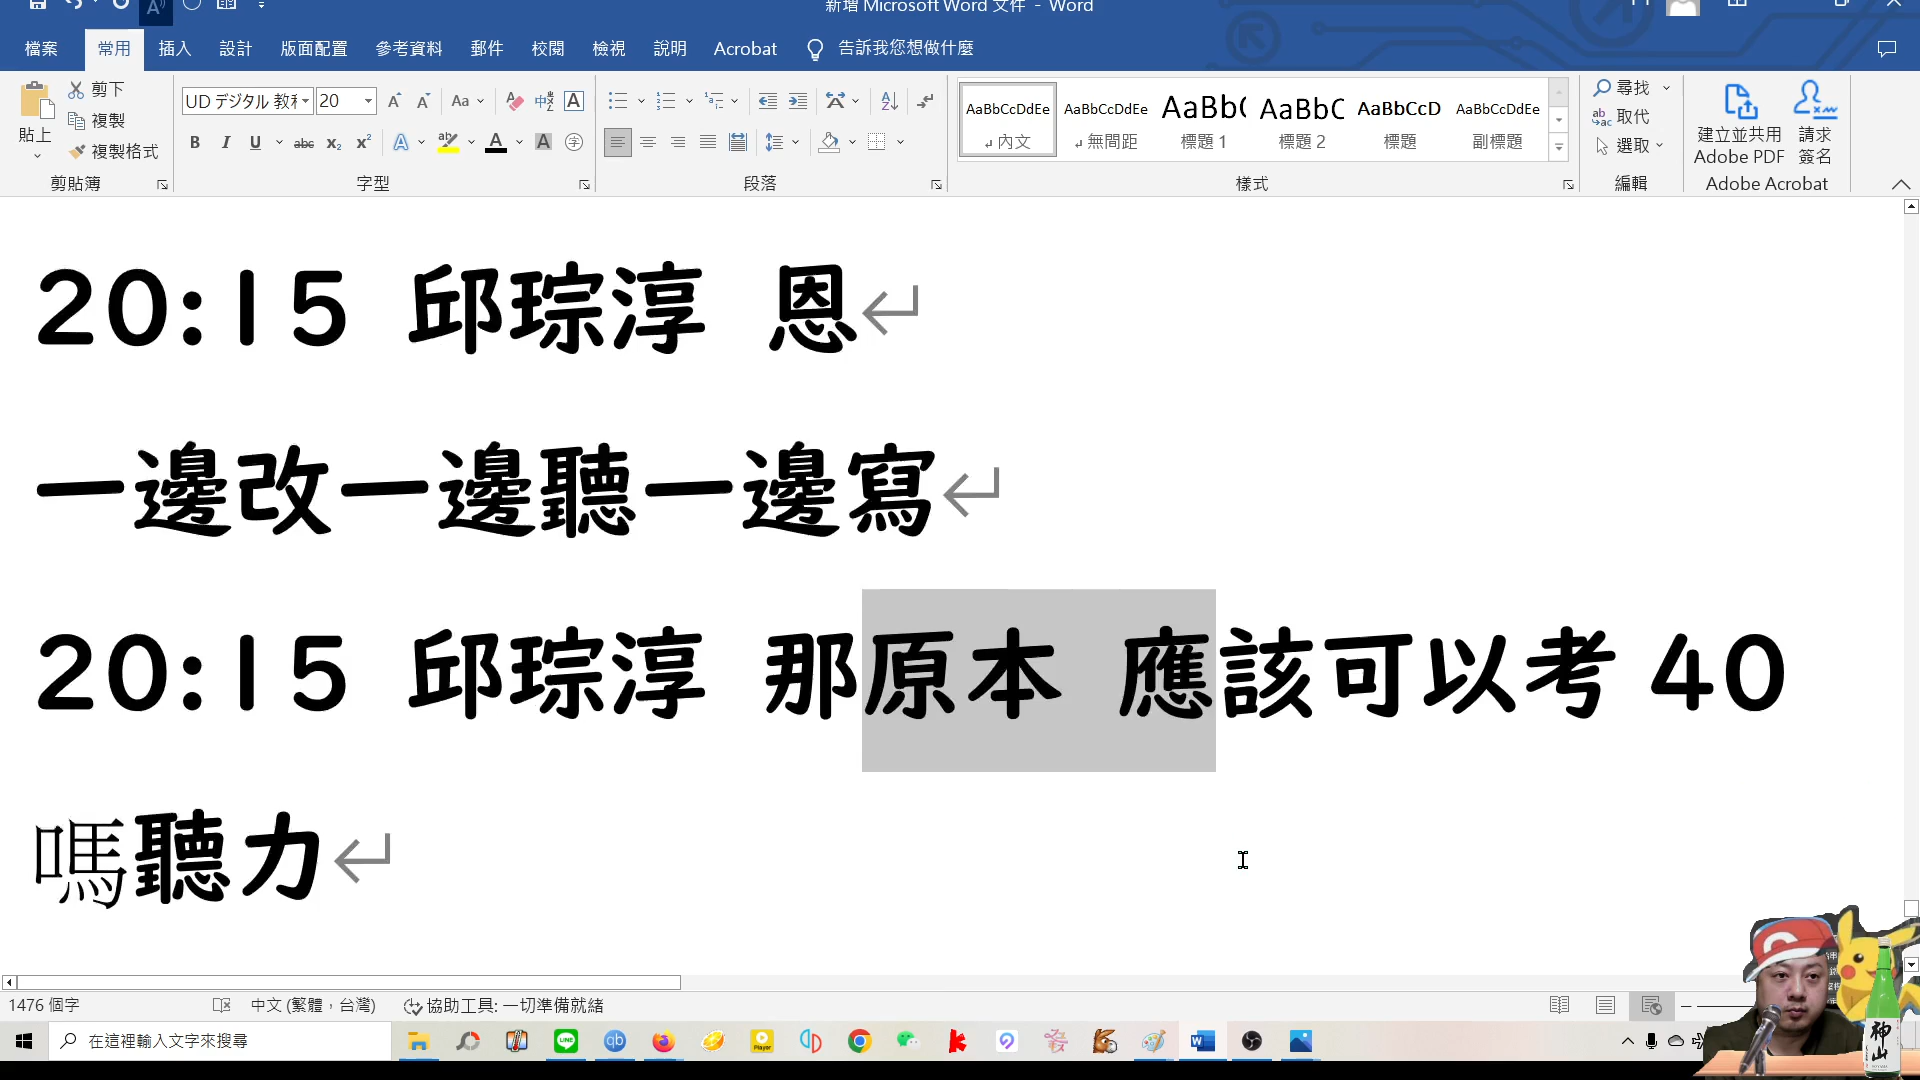 新增 Microsoft Word 文件 - Word
檔案 常用 插入 設計 版面配置 參考資料 郵件 校閱 檢視 說明 Acrobat 告訴我您想做什麼
貼上
剪下
複製
複製格式
剪貼簿
UD デジタル 教 20
字型
段落
AaBbCcDdEe AaBbCcDdEe AaBb( AaBbC AaBbCcD AaBbCcDdEe
內文 無間距 標題 1 標題 2 標題 副標題
樣式
尋找
取代
選取
編輯
建立並共用
Adobe PDF
請求
簽名
Adobe Acrobat
20:15 邱琮淳 恩
一邊改一邊聽一邊寫
20:15 邱琮淳 那原本 應該可以考 40
嗎聽力
1476 個字 中文 (繁體，台灣) 協助工具: 一切準備就緒
在這裡輸入文字來搜尋
神山